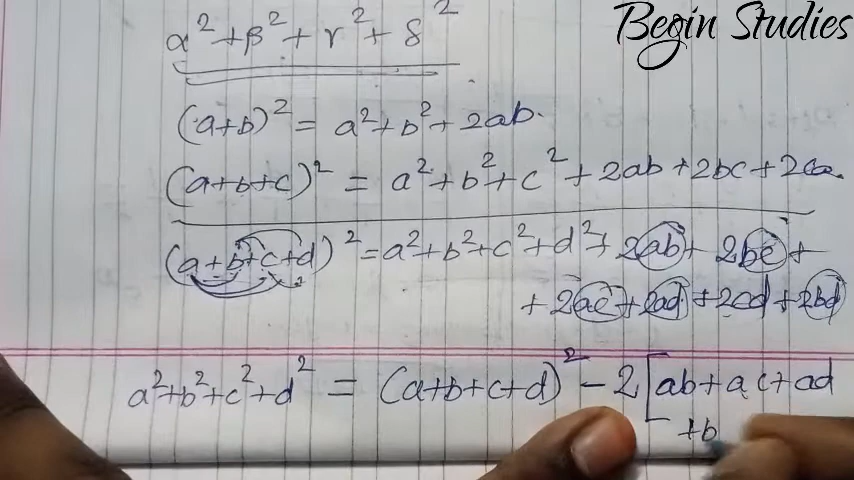 Begin Studies
α² + β² + γ² + δ²
(a+b)² = a² + b² + 2ab.
(a+b+c)² = a² + b² + c² + 2ab + 2bc + 2ca.
(a+b+c+d)² = a² + b² + c² + d² + 2ab + 2bc +
+ 2ac + 2ad + 2cd + 2bd
a² + b² + c² + d² = (a+b+c+d)² - 2[ab + ac + ad
+b